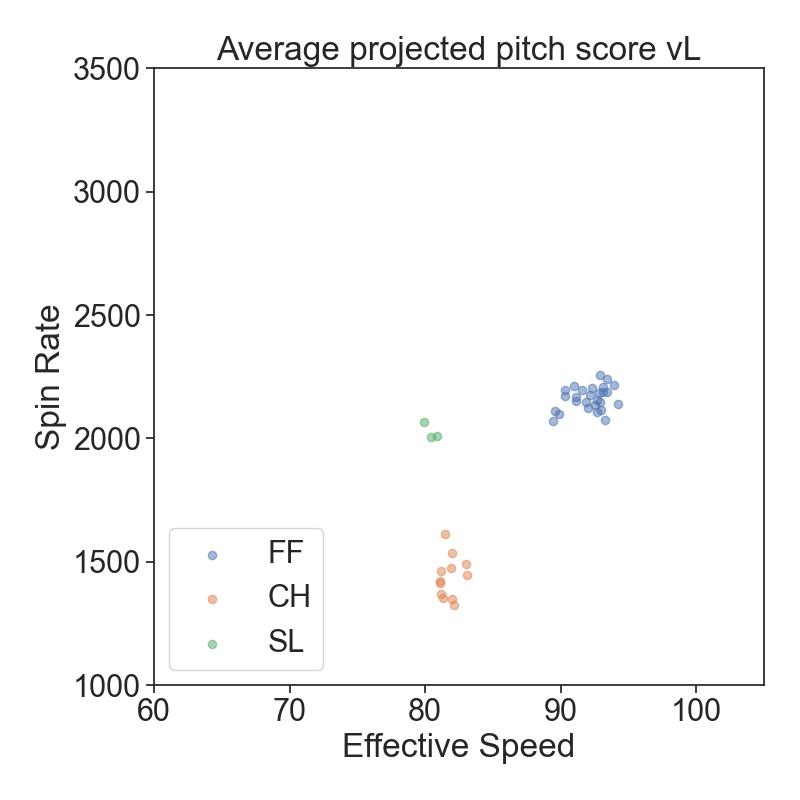 Average projected pitch score vL
3500
3000
2500
2000
1500
1000
Spin Rate
FF
CH
SL
60 70 80 90 100
Effective Speed